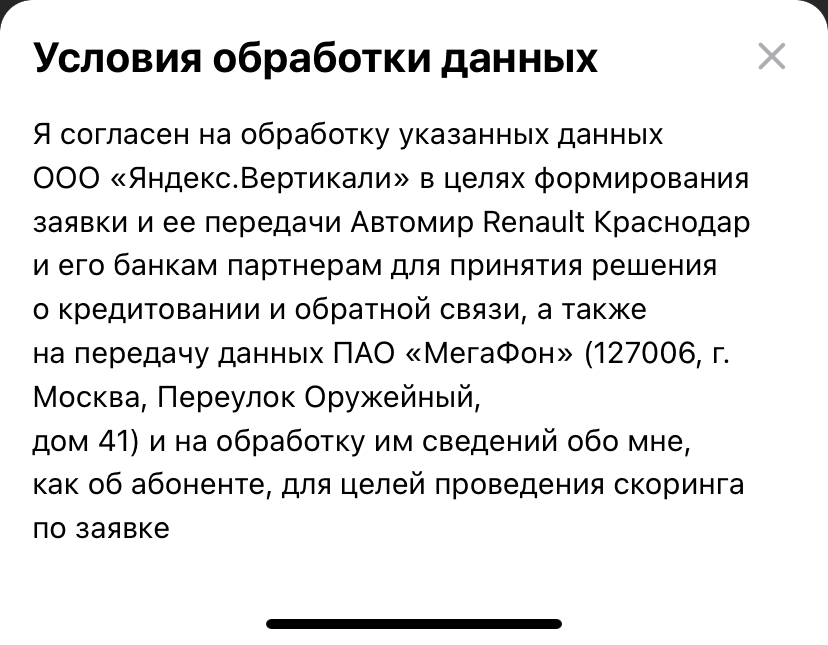 Условия обработки данных
Я согласен на обработку указанных данных
ООО «Яндекс.Вертикали» в целях формирования
заявки и ее передачи Автомир Renault Краснодар
и его банкам партнерам для принятия решения
о кредитовании и обратной связи, а также
на передачу данных ПАО «МегаФон» (127006, г.
Москва, Переулок Оружейный,
дом 41) и на обработку им сведений обо мне,
как об абоненте, для целей проведения скоринга
по заявке